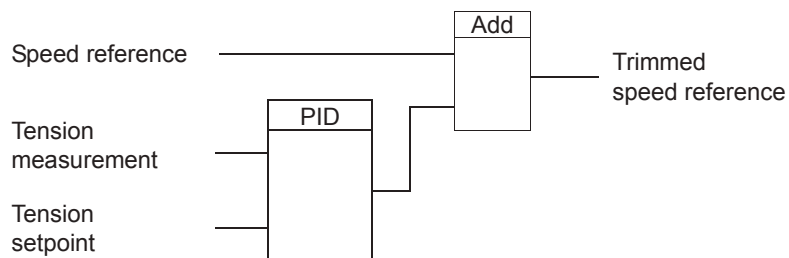 Add
Speed reference
Trimmed
speed reference
PID
Tension
measurement
Tension
setpoint